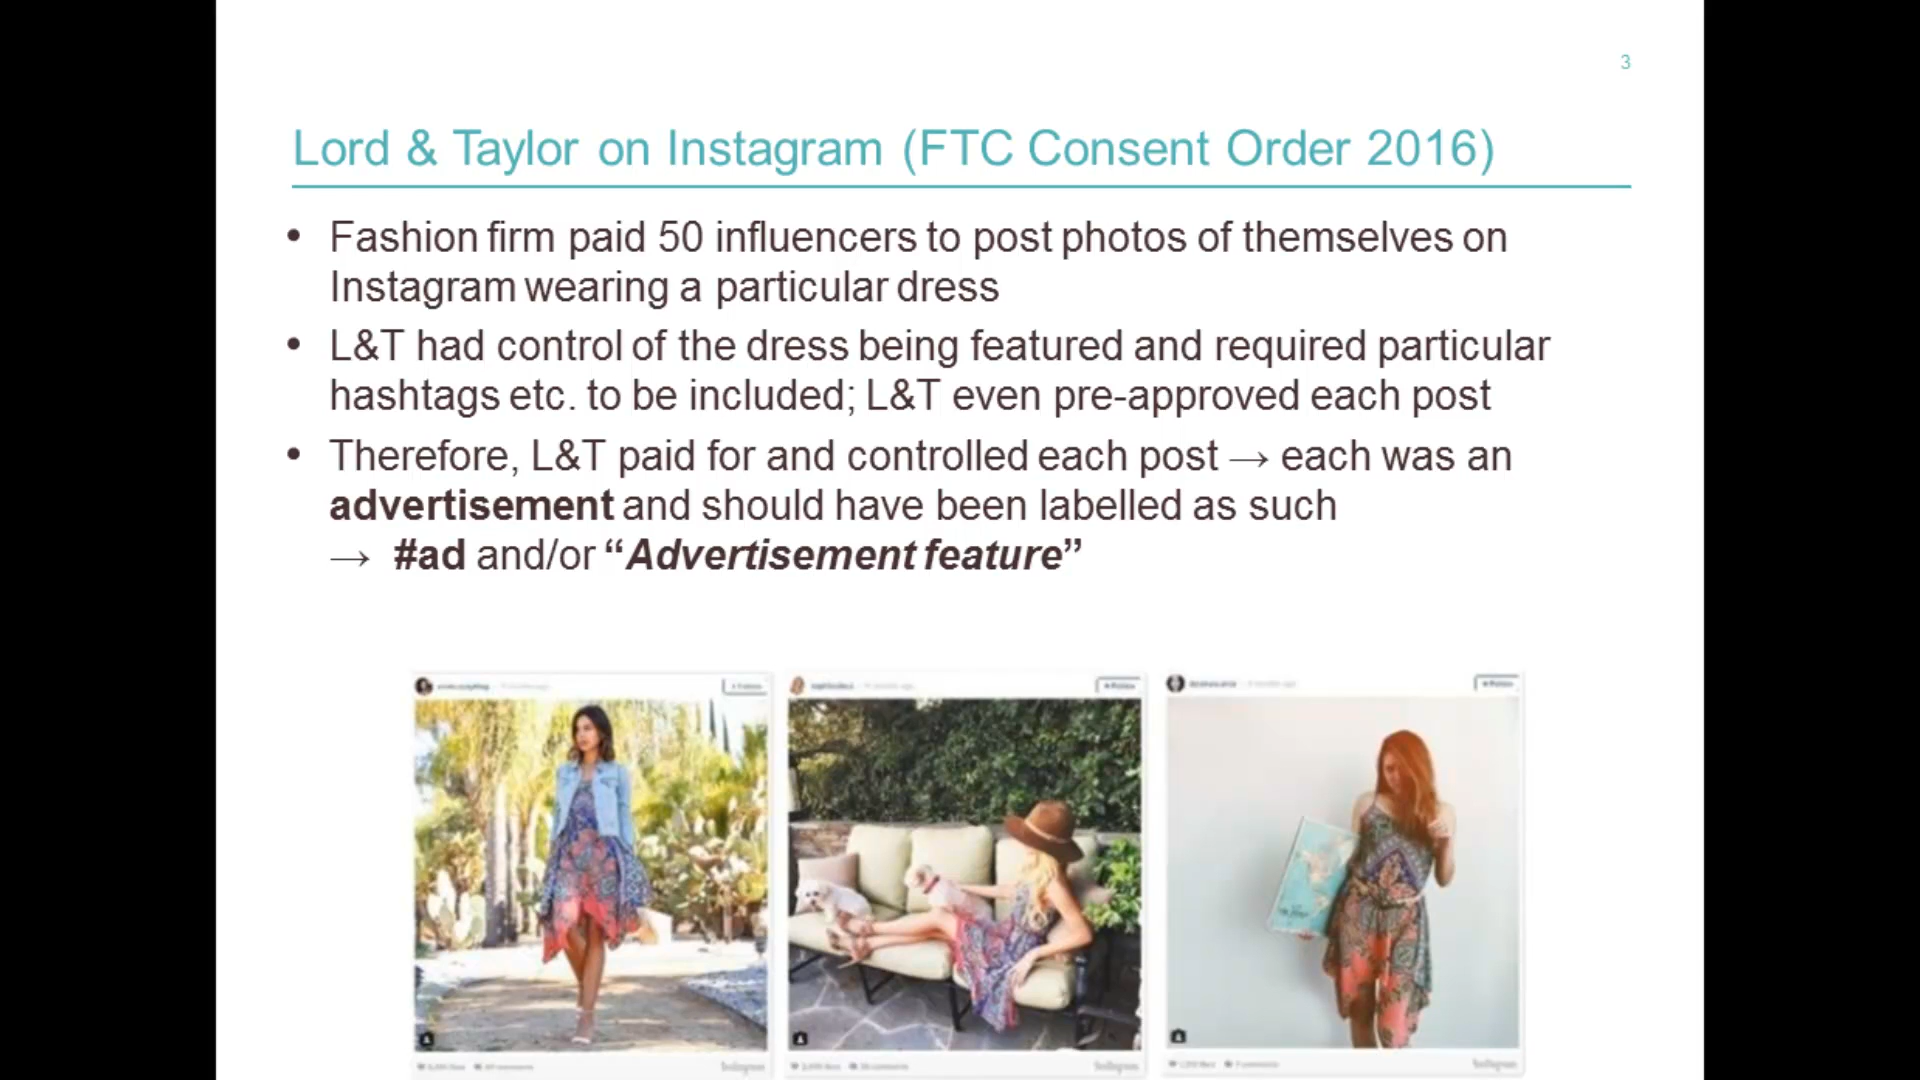 3
Lord & Taylor on Instagram (FTC Consent Order 2016)
• Fashion firm paid 50 influencers to post photos of themselves on
Instagram wearing a particular dress
• L&T had control of the dress being featured and required particular
hashtags etc. to be included; L&T even pre-approved each post
• Therefore, L&T paid for and controlled each post → each was an
advertisement and should have been labelled as such
→ #ad and/or “Advertisement feature”